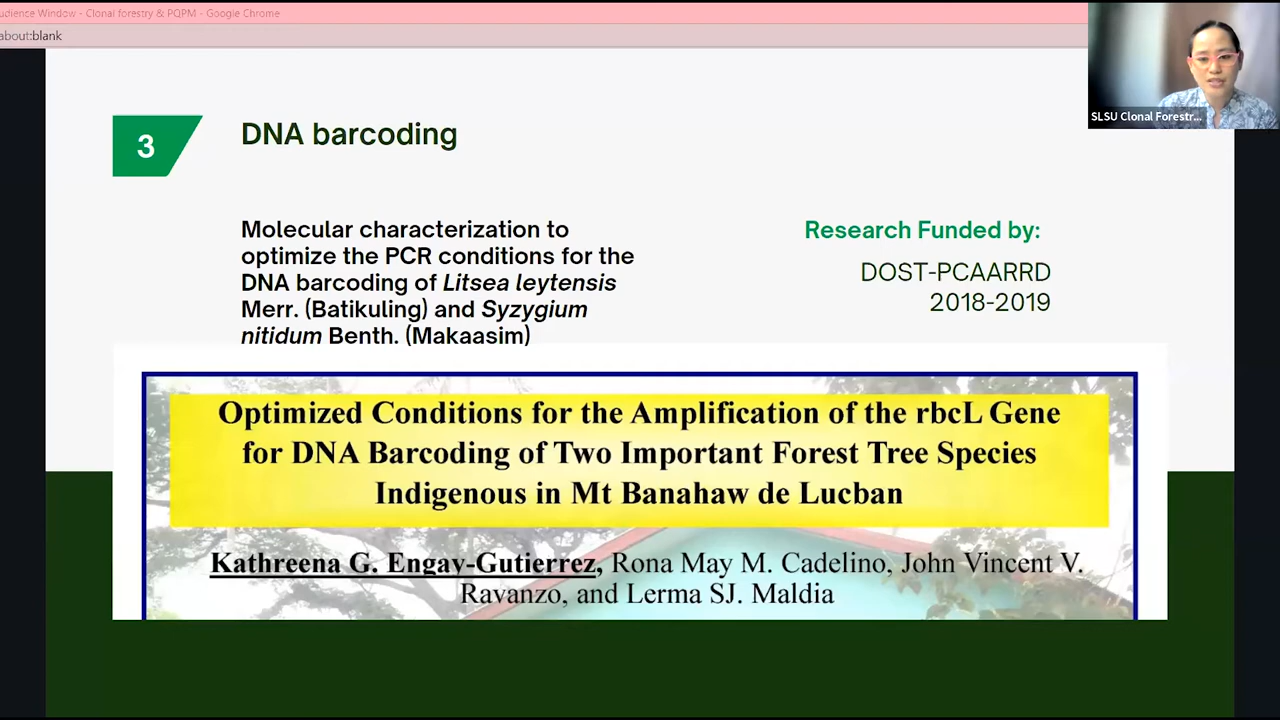 udience Window - Clonal forestry & PQPM - Google Chrome
about:blank
SLSU Clonal Forestr...
3
DNA barcoding
Molecular characterization to
optimize the PCR conditions for the
DNA barcoding of Litsea leytensis
Merr. (Batikuling) and Syzygium
nitidum Benth. (Makaasim)
Research Funded by:
DOST-PCAARRD
2018-2019
Optimized Conditions for the Amplification of the rbcL Gene
for DNA Barcoding of Two Important Forest Tree Species
Indigenous in Mt Banahaw de Lucban
Kathreena G. Engay-Gutierrez, Rona May M. Cadelino, John Vincent V.
Ravanzo, and Lerma SJ. Maldia